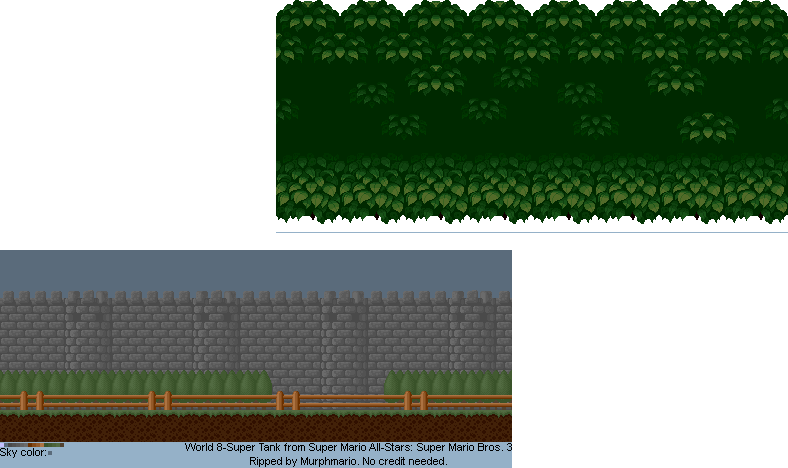 World 8-Super Tank from Super Mario All-Stars: Super Mario Bros. 3
Sky color:
Ripped by Murphmario. No credit needed.